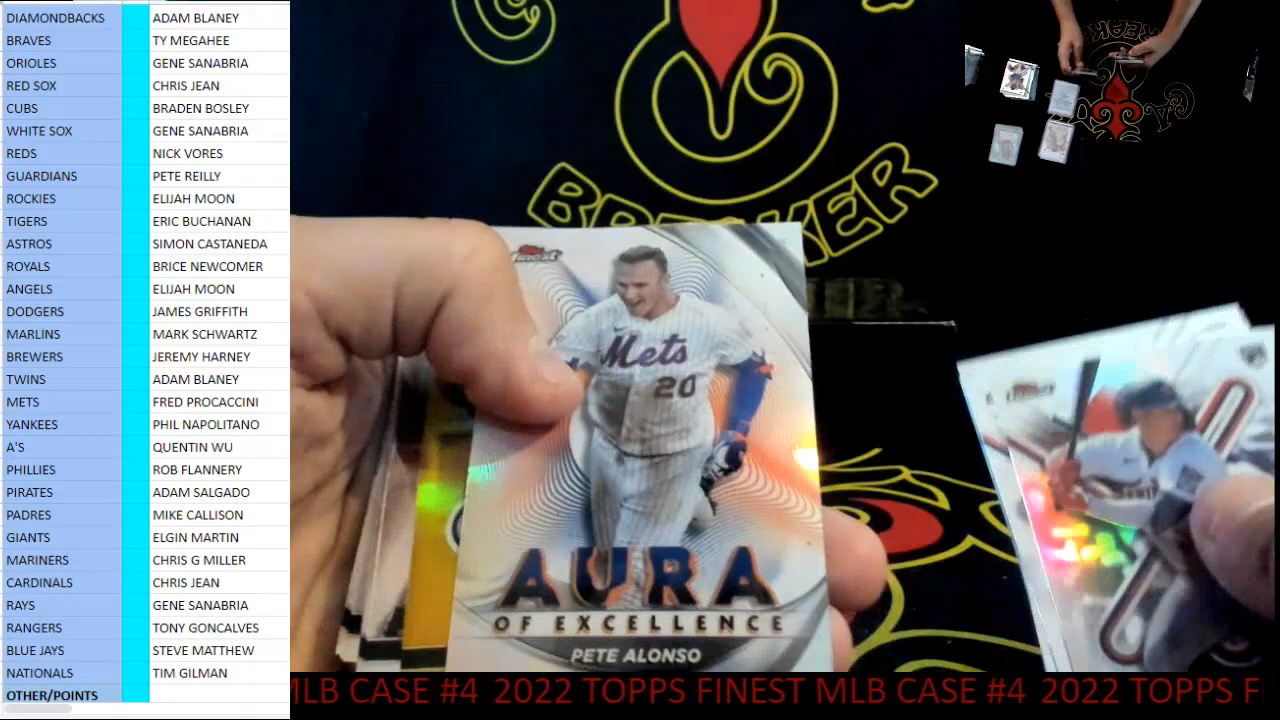 DIAMONDBACKS ADAM BLANEY
BRAVES TY MEGAHEE
ORIOLES GENE SANABRIA
RED SOX CHRIS JEAN
CUBS BRADEN BOSLEY
WHITE SOX GENE SANABRIA
REDS NICK VORES
GUARDIANS PETE REILLY
ROCKIES ELIJAH MOON
TIGERS ERIC BUCHANAN
ASTROS SIMON CASTANEDA
ROYALS BRICE NEWCOMER
ANGELS ELIJAH MOON
DODGERS JAMES GRIFFITH
MARLINS MARK SCHWARTZ
BREWERS JEREMY HARNEY
TWINS ADAM BLANEY
METS FRED PROCACCINI
YANKEES PHIL NAPOLITANO
A'S QUENTIN WU
PHILLIES ROB FLANNERY
PIRATES ADAM SALGADO
PADRES MIKE CALLISON
GIANTS ELGIN MARTIN
MARINERS CHRIS G MILLER
CARDINALS CHRIS JEAN
RAYS GENE SANABRIA
RANGERS TONY GONCALVES
BLUE JAYS STEVE MATTHEW
NATIONALS TIM GILMAN
OTHER/POINTS
BREAKER
Finest
Mets
20
AURA
OF EXCELLENCE
PETE ALONSO
MLB CASE #4 2022 TOPPS FINEST MLB CASE #4 2022 TOPPS F